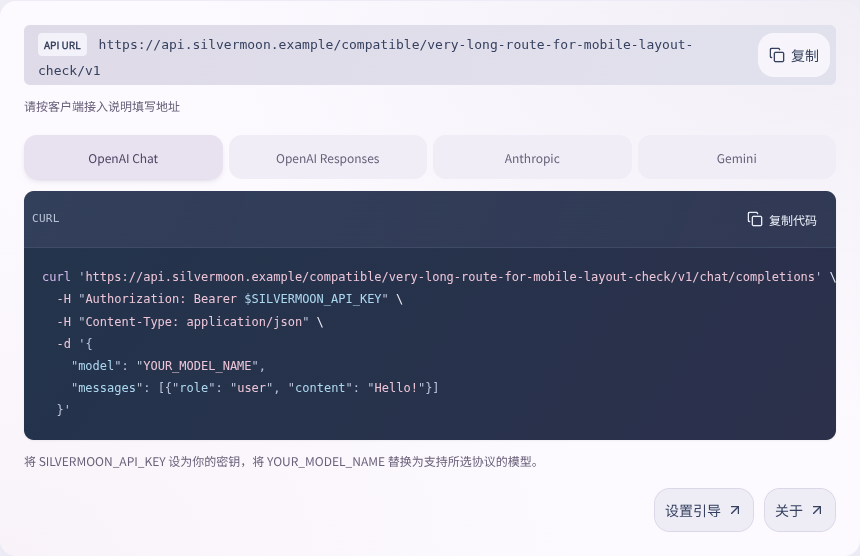 API URL https://api.silvermoon.example/compatible/very-long-route-for-mobile-layout-
check/v1
复制
请按客户端接入说明填写地址
OpenAI Chat
OpenAI Responses
Anthropic
Gemini
CURL
复制代码
curl 'https://api.silvermoon.example/compatible/very-long-route-for-mobile-layout-check/v1/chat/completions' \
  -H "Authorization: Bearer $SILVERMOON_API_KEY" \
  -H "Content-Type: application/json" \
  -d '{
    "model": "YOUR_MODEL_NAME",
    "messages": [{"role": "user", "content": "Hello!"}]
  }'
将 SILVERMOON_API_KEY 设为你的密钥，将 YOUR_MODEL_NAME 替换为支持所选协议的模型。
设置引导
关于